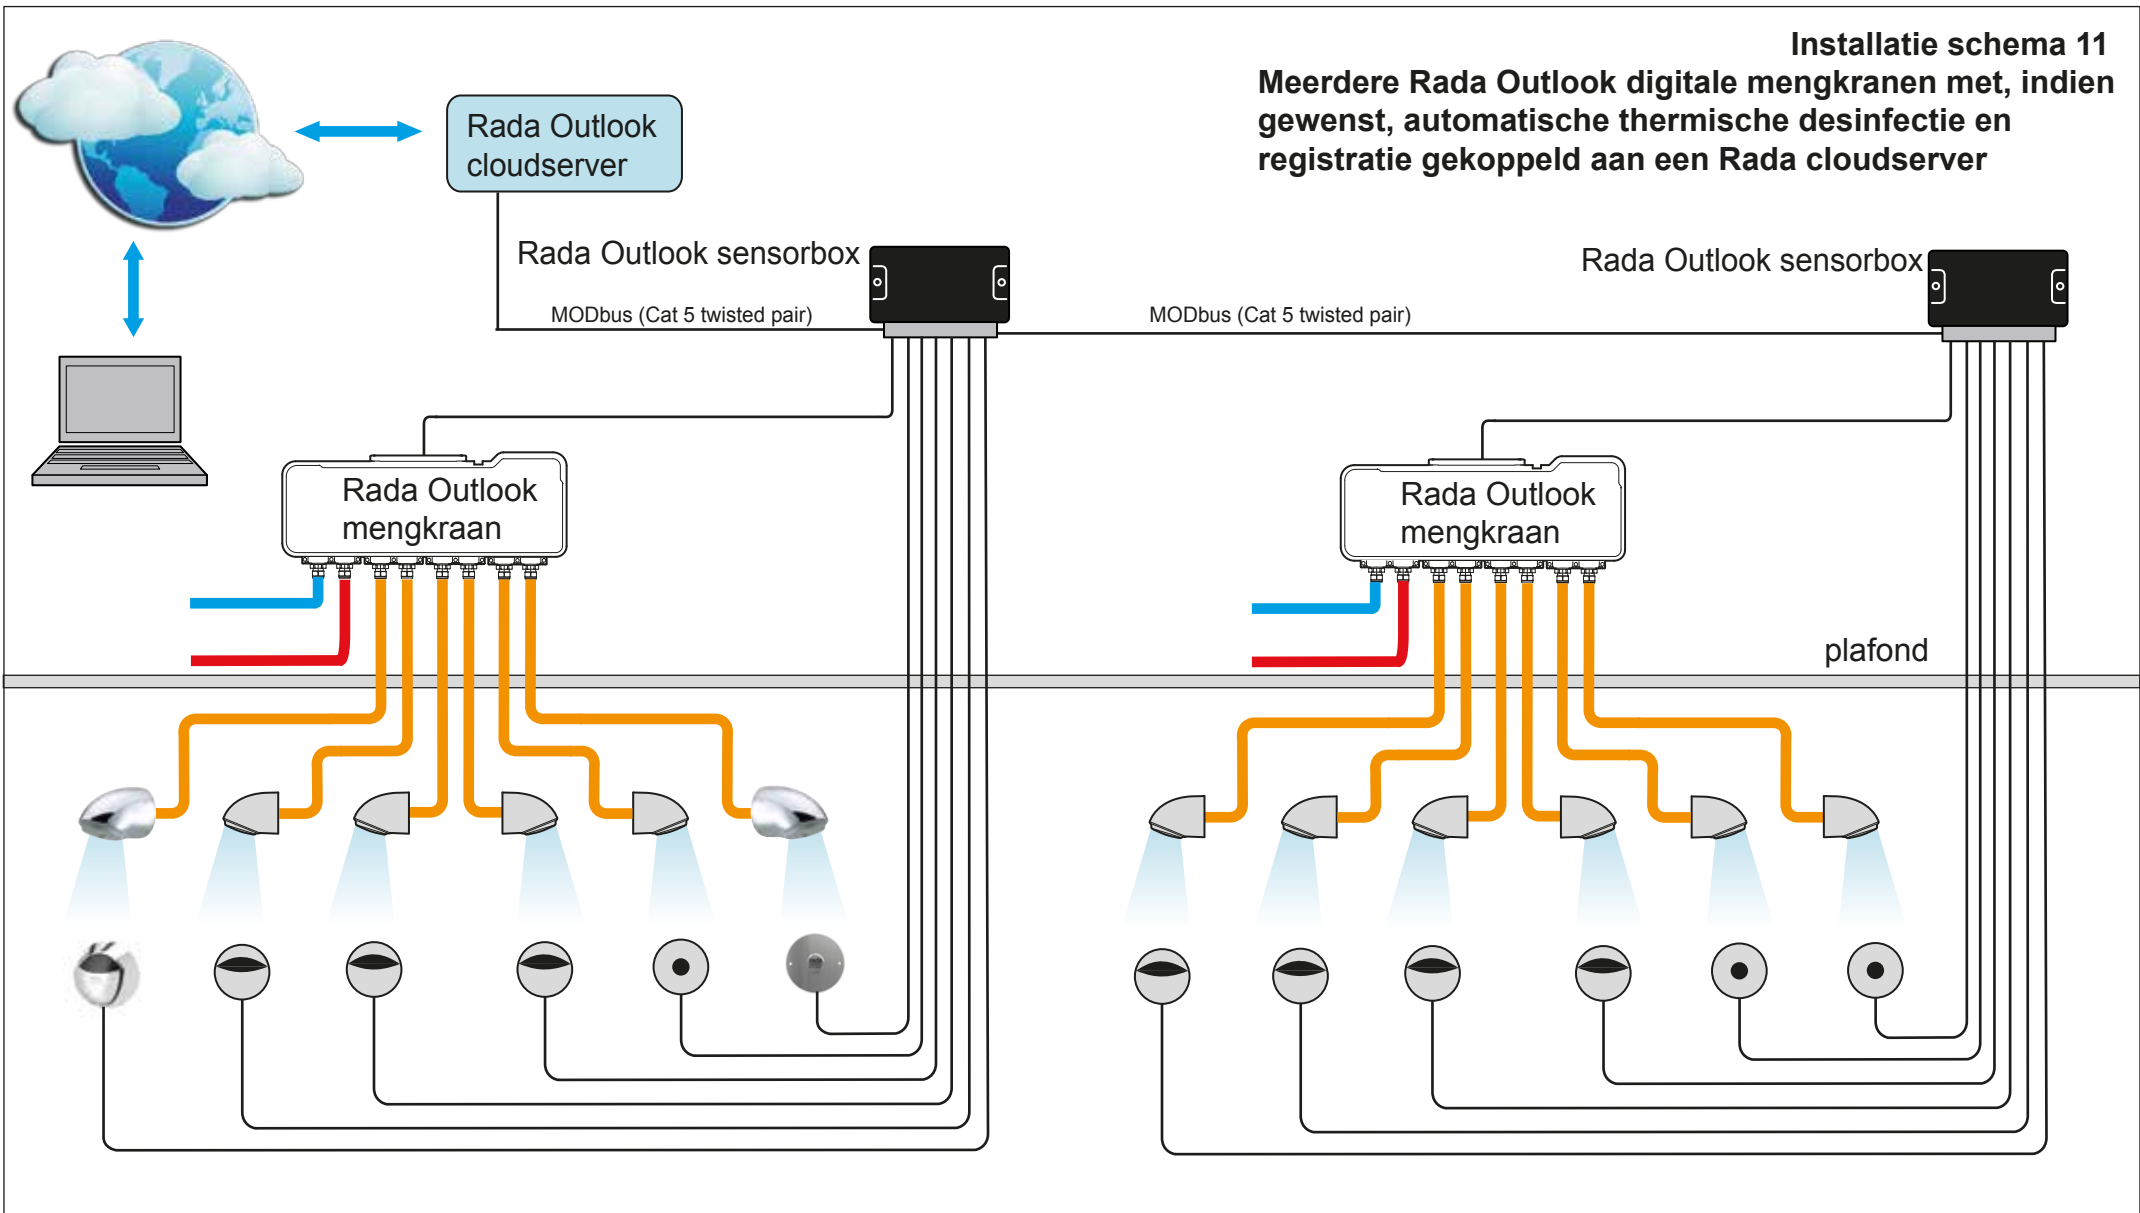 Installatie schema 11
Meerdere Rada Outlook digitale mengkranen met, indien
gewenst, automatische thermische desinfectie en
registratie gekoppeld aan een Rada cloudserver
Rada Outlook
cloudserver
Rada Outlook sensorbox
Rada Outlook sensorbox
MODbus (Cat 5 twisted pair)
MODbus (Cat 5 twisted pair)
Rada Outlook
mengkraan
Rada Outlook
mengkraan
plafond